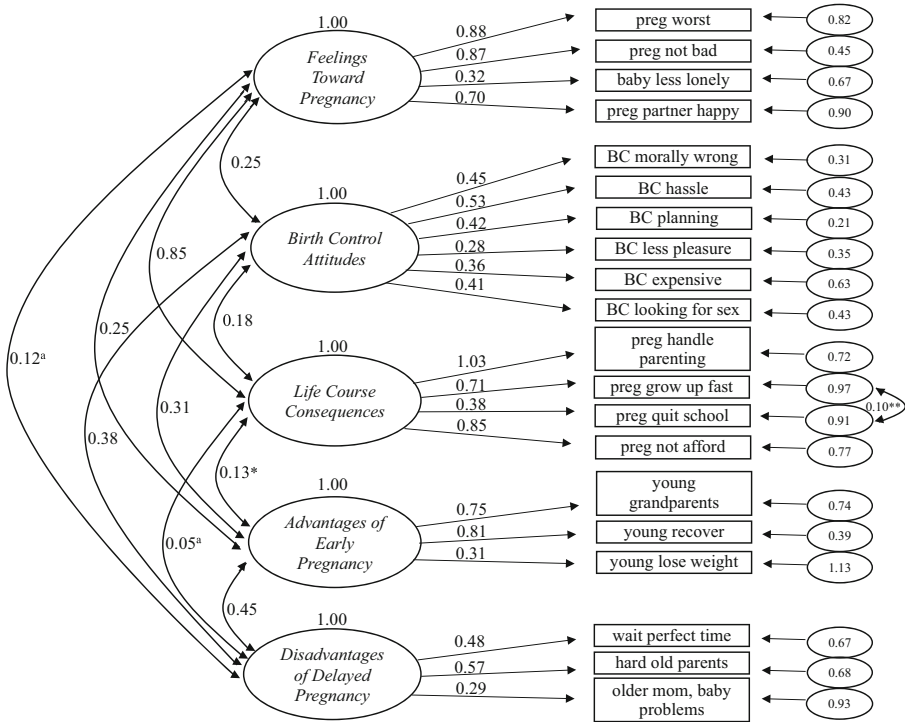 1.00
Feelings
Toward
Pregnancy
0.88
0.87
0.32
0.70
preg worst
preg not bad
baby less lonely
preg partner happy
0.82
0.45
0.67
0.90
0.25
1.00
Birth Control
Attitudes
0.45
0.53
0.42
0.28
0.36
0.41
BC morally wrong
BC hassle
BC planning
BC less pleasure
BC expensive
BC looking for sex
0.31
0.43
0.21
0.35
0.63
0.43
0.85
0.25
0.18
0.12ᵃ
1.00
Life Course
Consequences
1.03
0.71
0.38
0.85
preg handle
parenting
preg grow up fast
preg quit school
preg not afford
0.72
0.97
0.91
0.77
0.10**
0.31
0.38
0.13*
1.00
Advantages of
Early
Pregnancy
0.75
0.81
0.31
young
grandparents
young recover
young lose weight
0.74
0.39
1.13
0.05ᵃ
0.45
1.00
Disadvantages
of Delayed
Pregnancy
0.48
0.57
0.29
wait perfect time
hard old parents
older mom, baby
problems
0.67
0.68
0.93